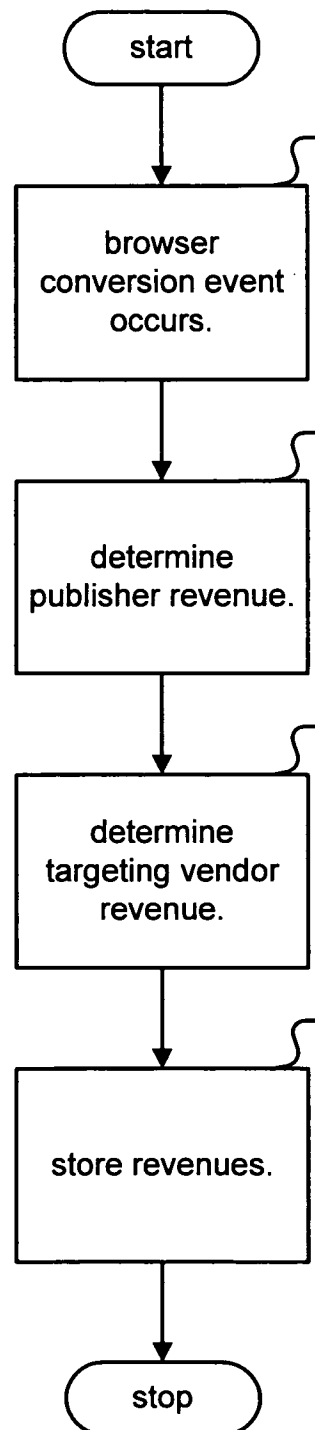 start
browser
conversion event
occurs.
determine
publisher revenue.
determine
targeting vendor
revenue.
store revenues.
stop